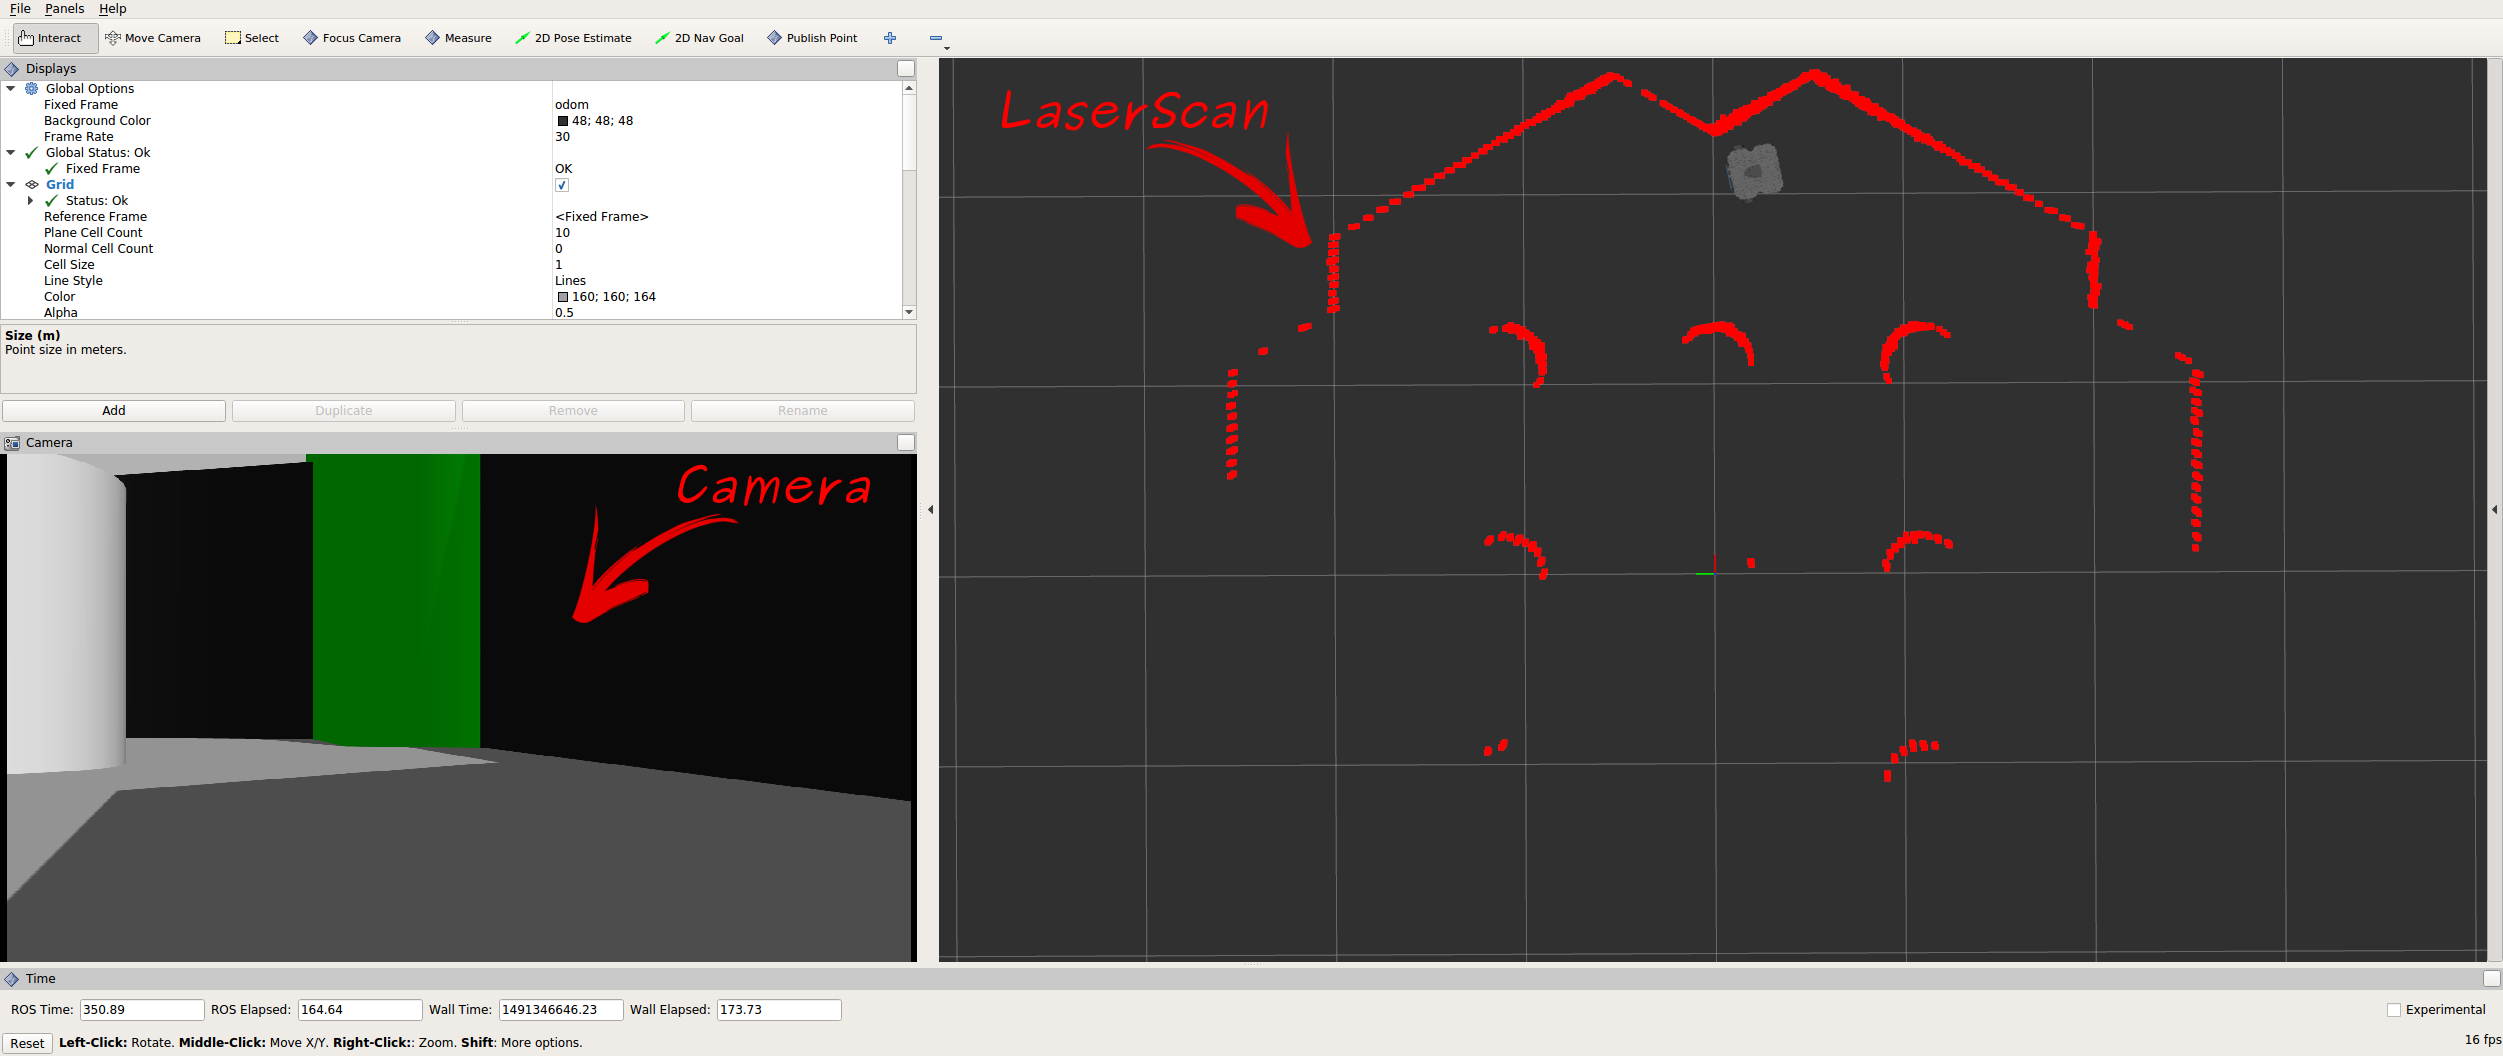 File Panels Help
Interact Move Camera Select Focus Camera Measure 2D Pose Estimate 2D Nav Goal Publish Point
Displays
Global Options
Fixed Frame odom
Background Color 48; 48; 48
Frame Rate 30
Global Status: Ok
Fixed Frame OK
Grid
Status: Ok
Reference Frame <Fixed Frame>
Plane Cell Count 10
Normal Cell Count 0
Cell Size 1
Line Style Lines
Color 160; 160; 164
Alpha 0.5
Size (m)
Point size in meters.
Add Duplicate Remove Rename
Camera
Camera
LaserScan
Time
ROS Time: 350.89 ROS Elapsed: 164.64 Wall Time: 1491346646.23 Wall Elapsed: 173.73 Experimental
Reset Left-Click: Rotate. Middle-Click: Move X/Y. Right-Click:: Zoom. Shift: More options. 16 fps